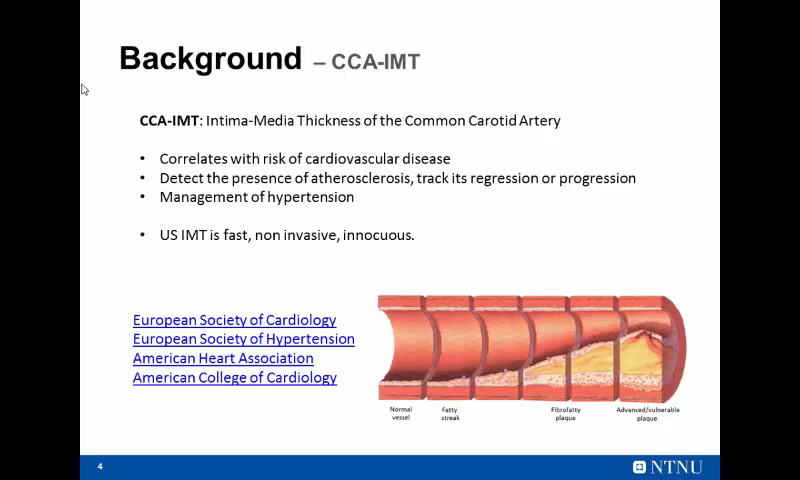 Background – CCA-IMT
CCA-IMT: Intima-Media Thickness of the Common Carotid Artery
• Correlates with risk of cardiovascular disease
• Detect the presence of atherosclerosis, track its regression or progression
• Management of hypertension
• US IMT is fast, non invasive, innocuous.
European Society of Cardiology
European Society of Hypertension
American Heart Association
American College of Cardiology
Normal vessel
Fatty streak
Fibrofatty plaque
Advanced/vulnerable plaque
4
NTNU